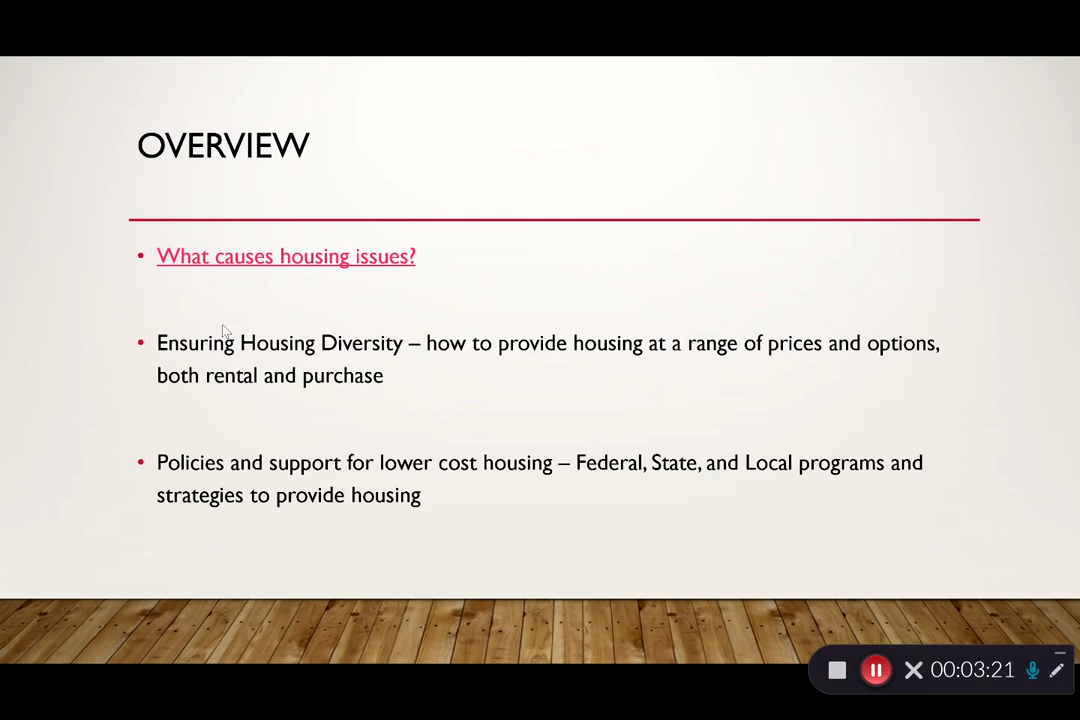 OVERVIEW
• What causes housing issues?
• Ensuring Housing Diversity – how to provide housing at a range of prices and options,
both rental and purchase
• Policies and support for lower cost housing – Federal, State, and Local programs and
strategies to provide housing
00:03:21